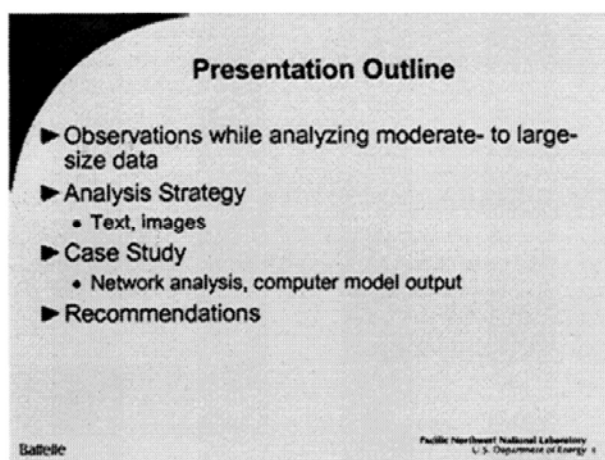 Presentation Outline
► Observations while analyzing moderate- to large-
size data
► Analysis Strategy
• Text, images
► Case Study
• Network analysis, computer model output
► Recommendations
Battelle
Pacific Northwest National Laboratory
U.S. Department of Energy